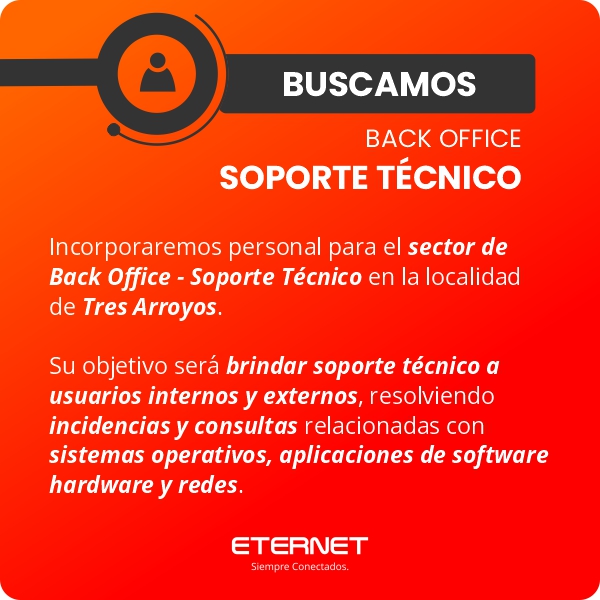 BUSCAMOS
BACK OFFICE
SOPORTE TÉCNICO
Incorporaremos personal para el sector de
Back Office - Soporte Técnico en la localidad
de Tres Arroyos.
Su objetivo será brindar soporte técnico a
usuarios internos y externos, resolviendo
incidencias y consultas relacionadas con
sistemas operativos, aplicaciones de software
hardware y redes.
ETERNET
Siempre Conectados.